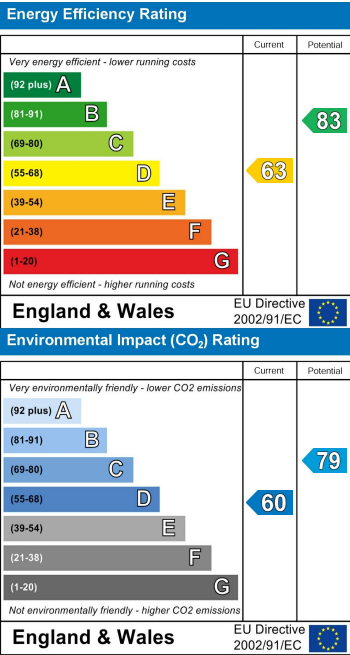 Energy Efficiency Rating
Current Potential
Very energy efficient - lower running costs
(92 plus) A
(81-91) B
83
(69-80) C
(55-68) D
63
(39-54) E
(21-38) F
(1-20) G
Not energy efficient - higher running costs
England & Wales
EU Directive
2002/91/EC
Environmental Impact (CO₂) Rating
Current Potential
Very environmentally friendly - lower CO2 emissions
(92 plus) A
(81-91) B
(69-80) C
79
(55-68) D
60
(39-54) E
(21-38) F
(1-20) G
Not environmentally friendly - higher CO2 emissions
England & Wales
EU Directive
2002/91/EC